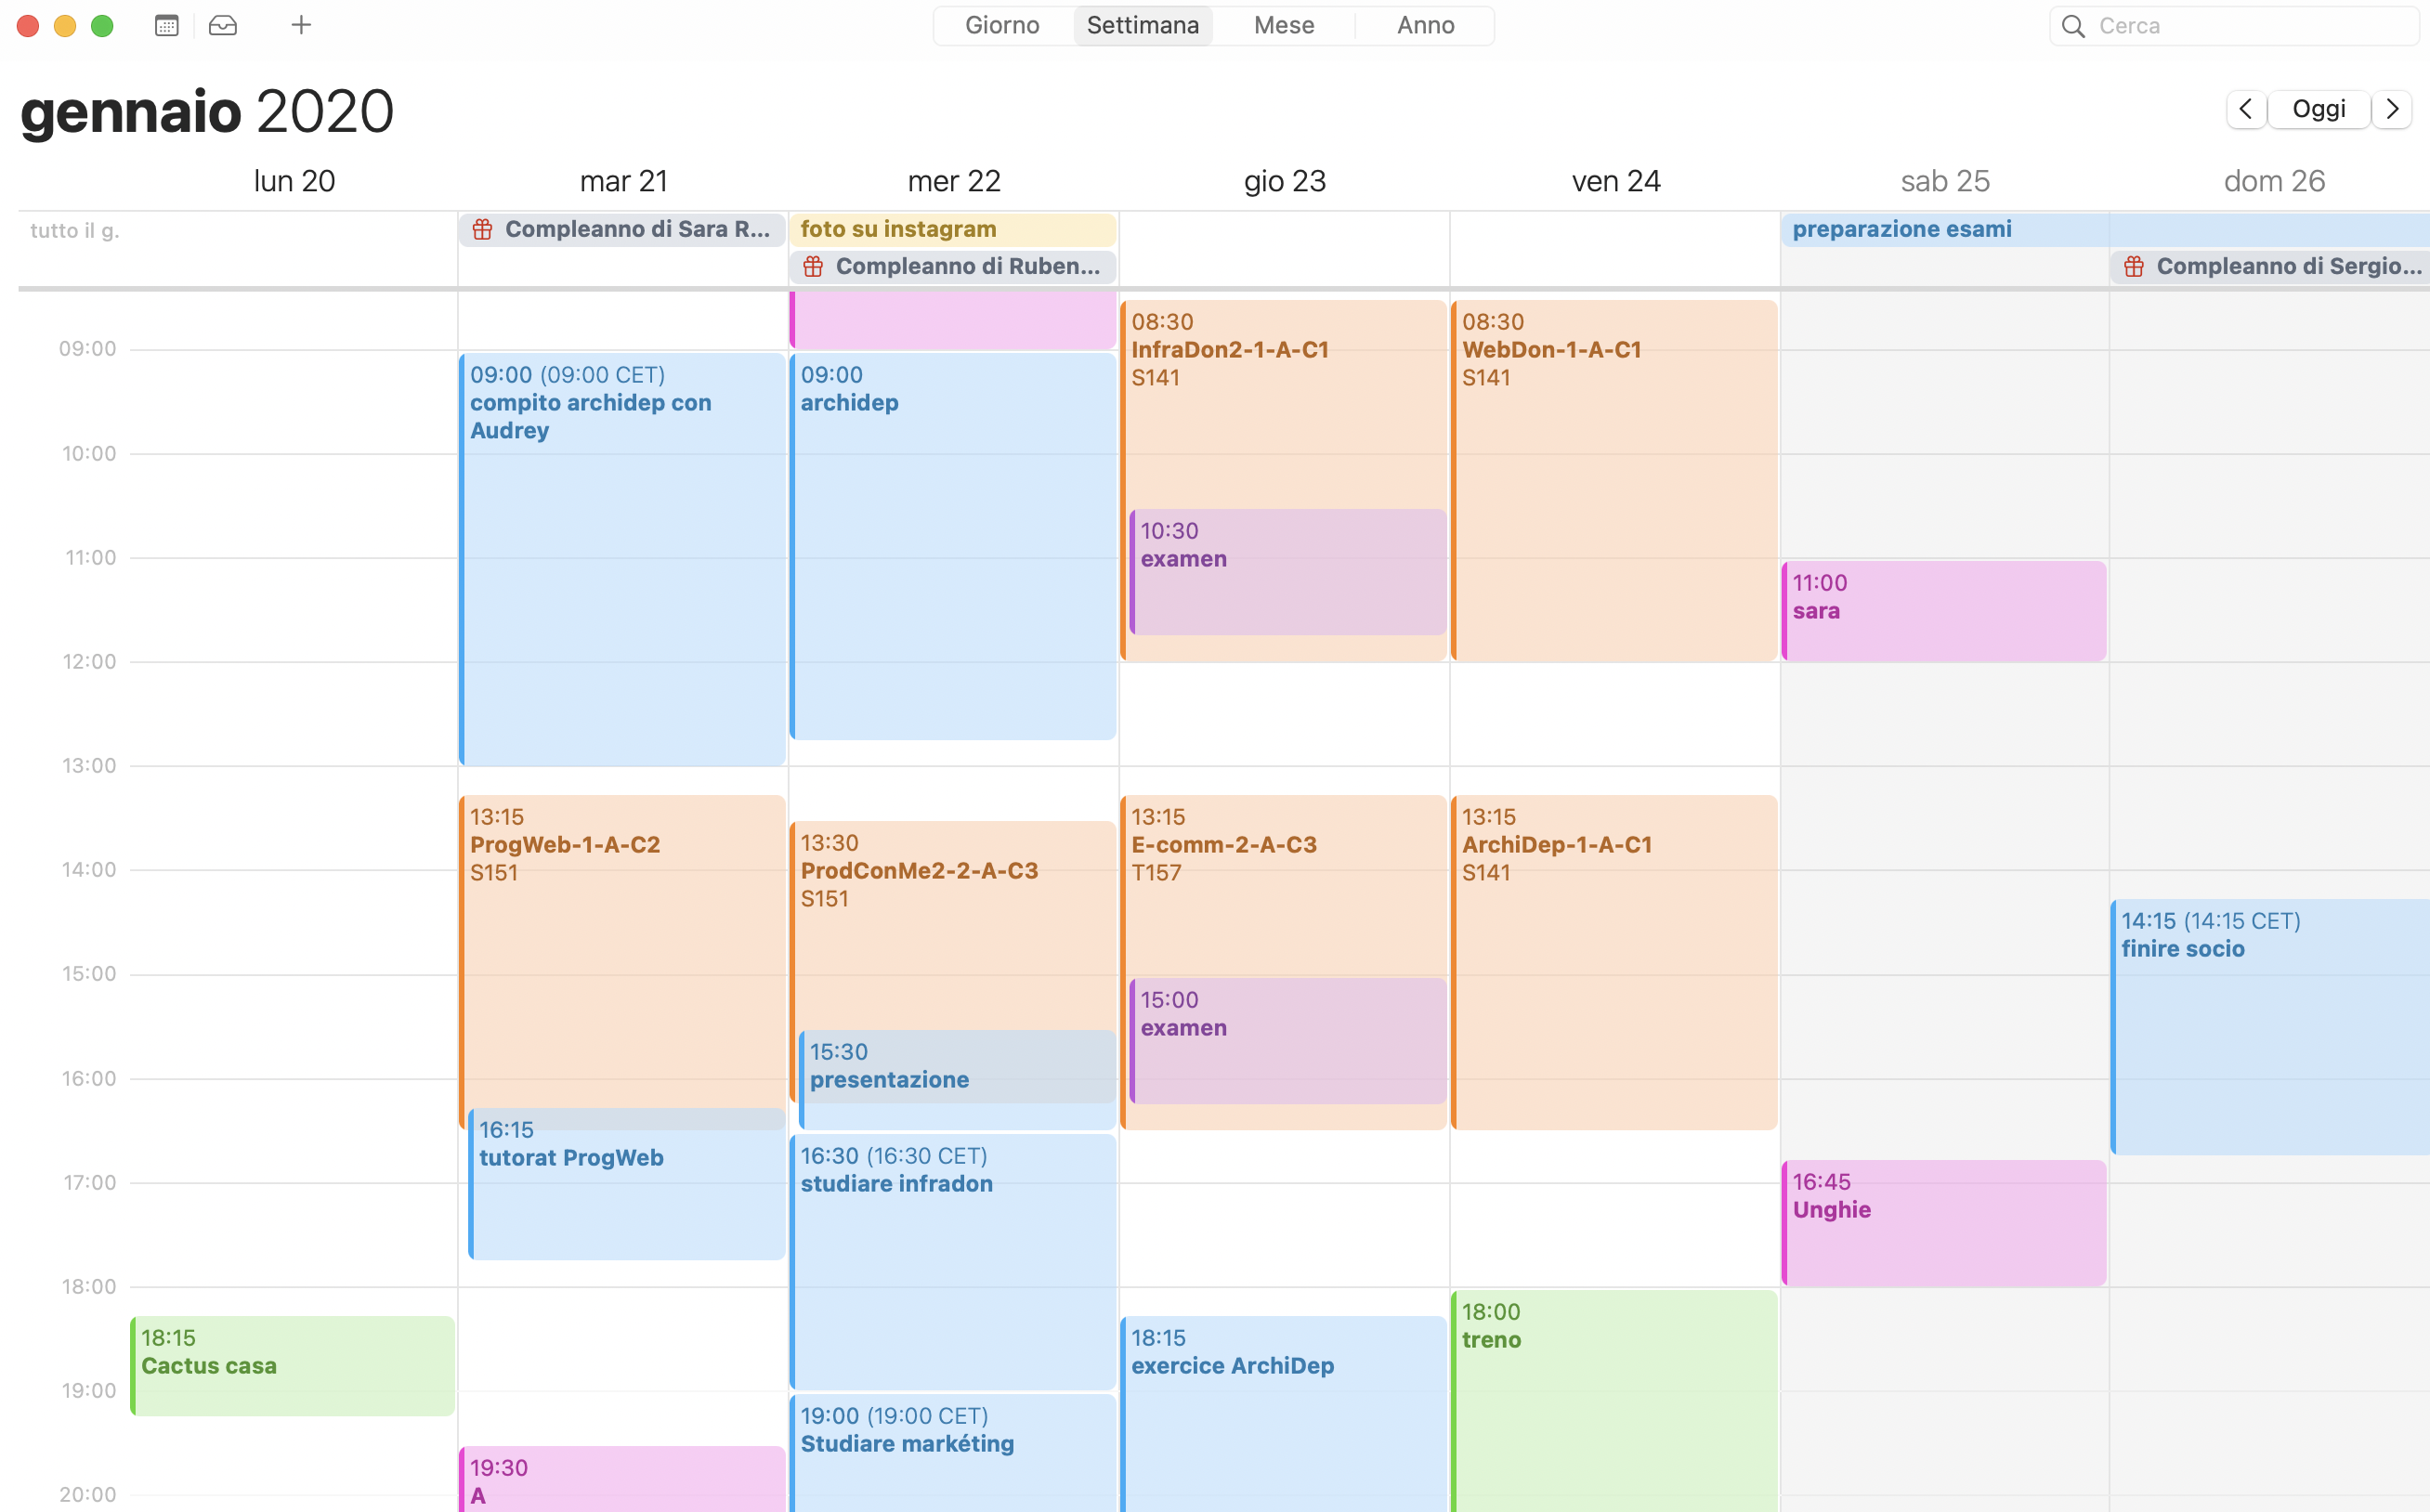 Giorno Settimana Mese Anno
Cerca
gennaio 2020
Oggi
lun 20 mar 21 mer 22 gio 23 ven 24 sab 25 dom 26
tutto il g.
Compleanno di Sara R...
foto su instagram
Compleanno di Ruben...
preparazione esami
Compleanno di Sergio...
09:00
10:00
11:00
12:00
13:00
14:00
15:00
16:00
17:00
18:00
19:00
20:00
18:15
Cactus casa
09:00 (09:00 CET)
compito archidep con
Audrey
13:15
ProgWeb-1-A-C2
S151
16:15
tutorat ProgWeb
19:30
A
09:00
archidep
13:30
ProdConMe2-2-A-C3
S151
15:30
presentazione
16:30 (16:30 CET)
studiare infradon
19:00 (19:00 CET)
Studiare markéting
08:30
InfraDon2-1-A-C1
S141
10:30
examen
13:15
E-comm-2-A-C3
T157
15:00
examen
18:15
exercice ArchiDep
08:30
WebDon-1-A-C1
S141
13:15
ArchiDep-1-A-C1
S141
18:00
treno
11:00
sara
16:45
Unghie
14:15 (14:15 CET)
finire socio